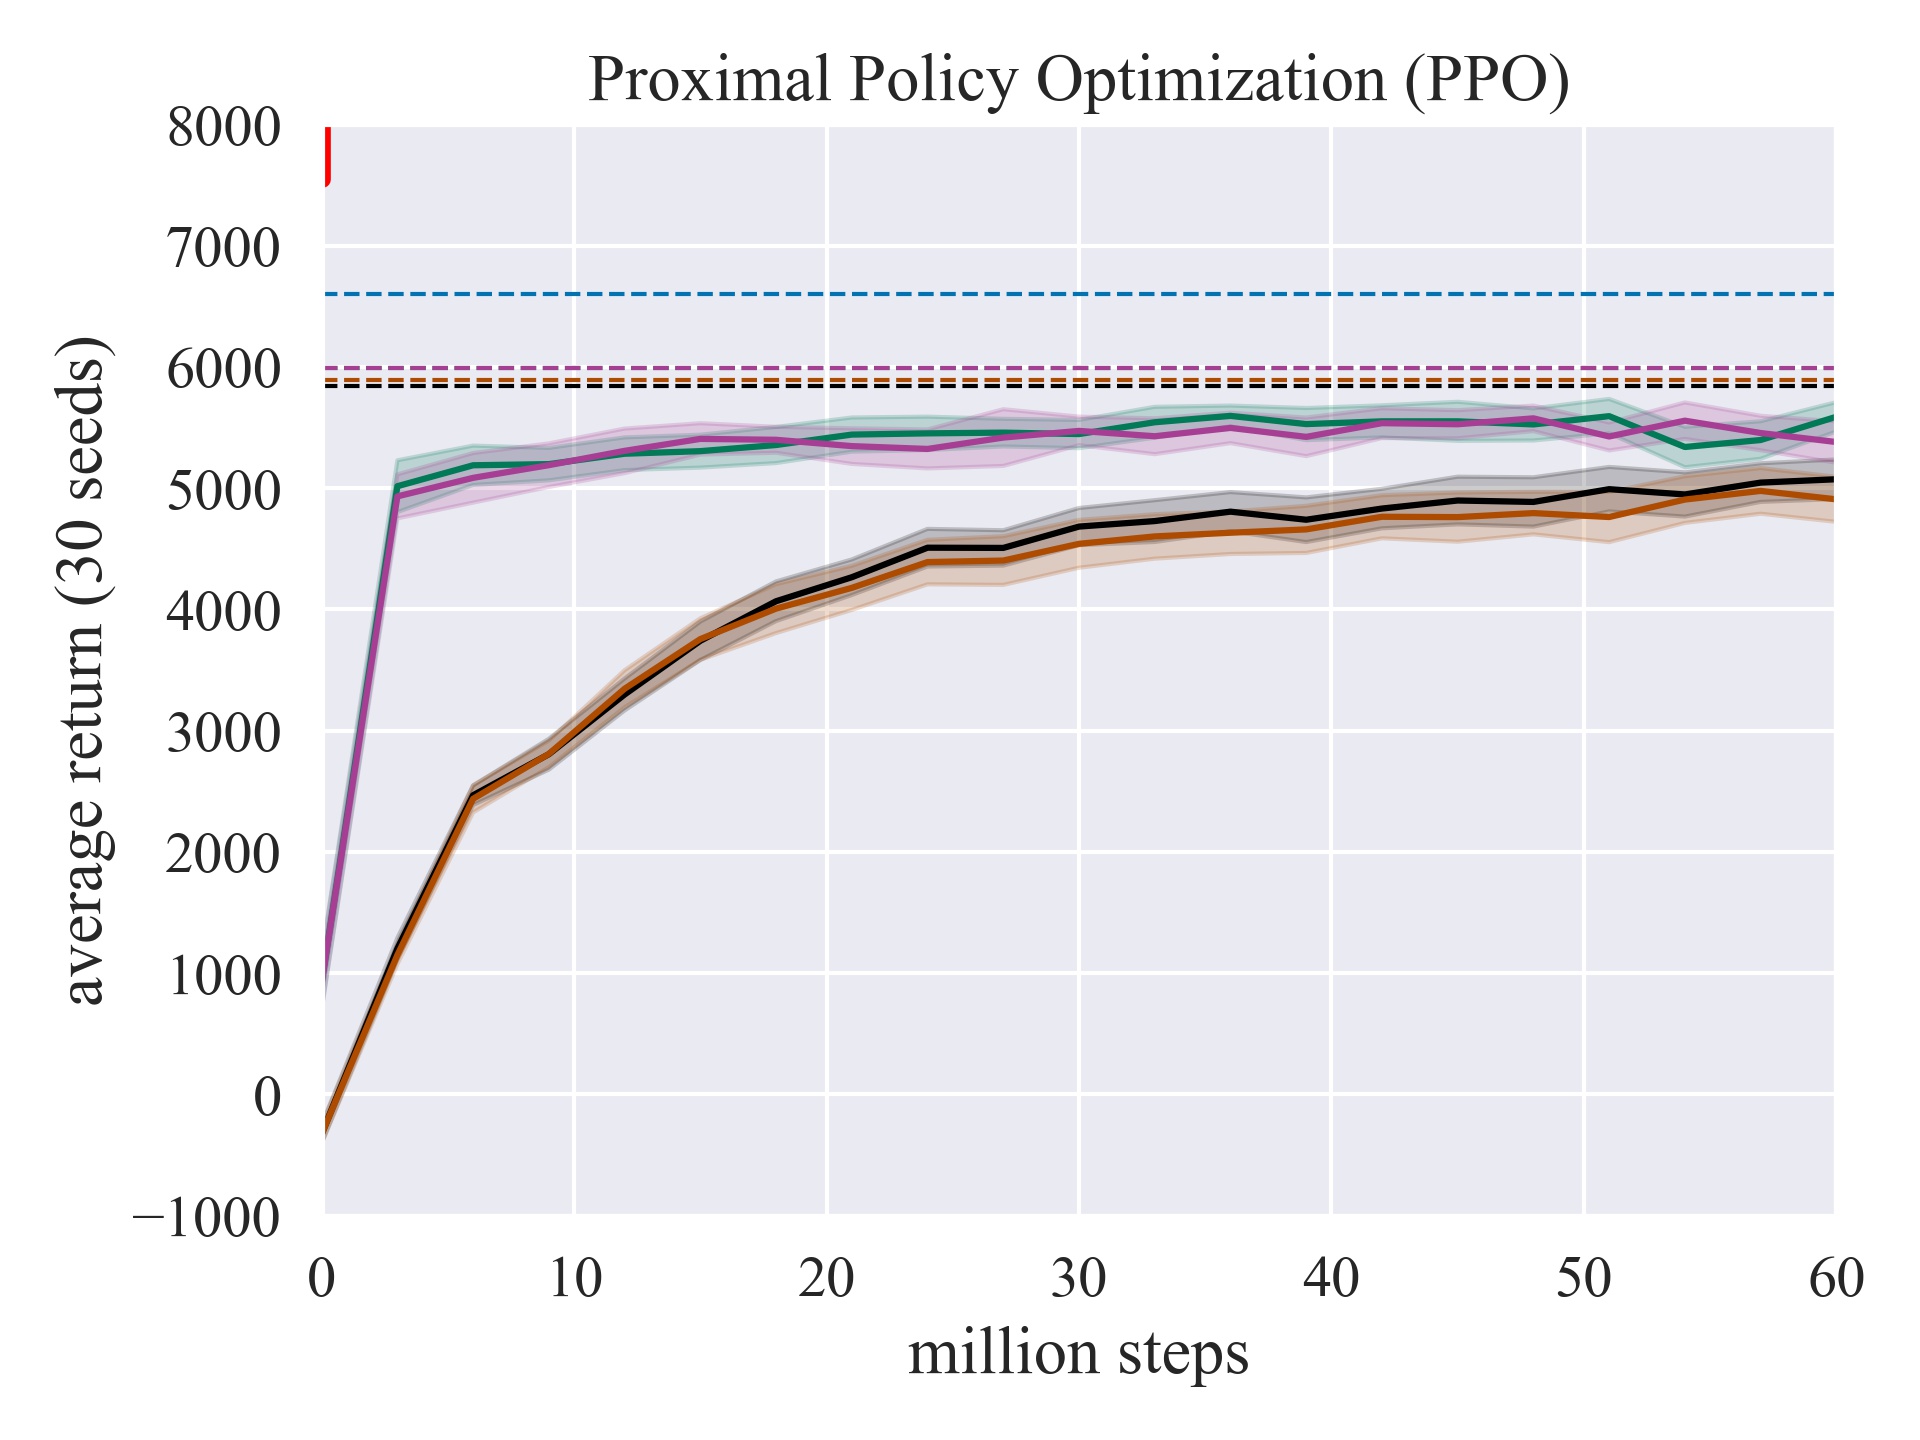 Proximal Policy Optimization (PPO)
8000
7000
6000
5000
4000
3000
2000
1000
0
−1000
average return (30 seeds)
0 10 20 30 40 50 60
million steps